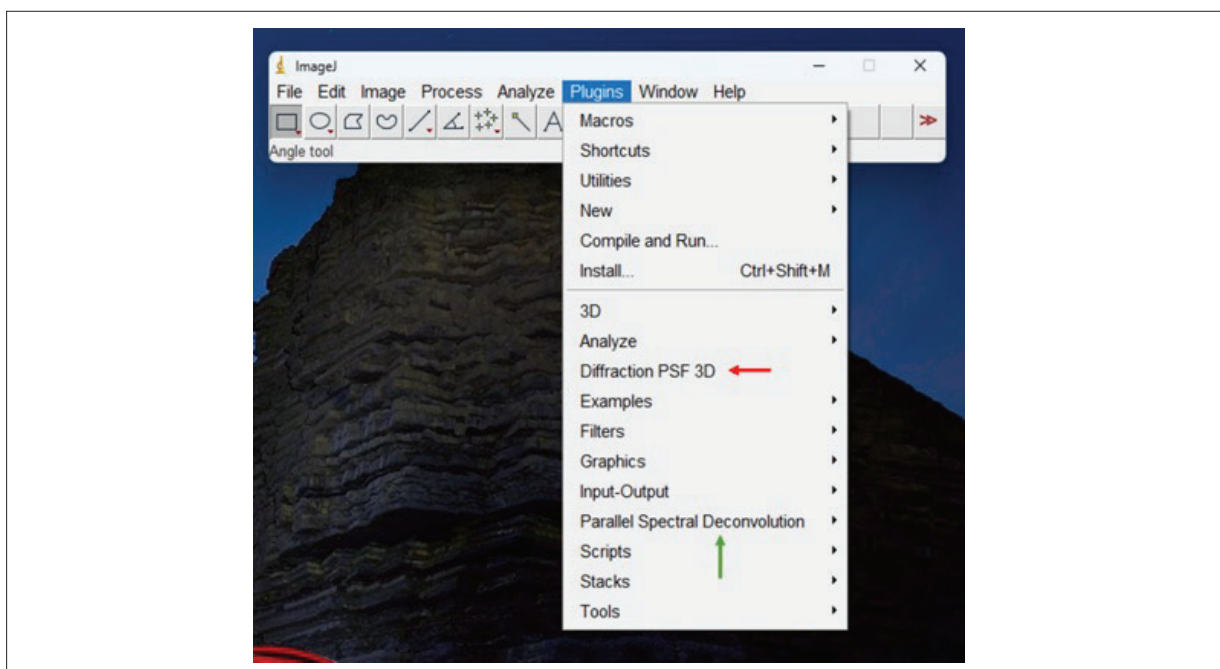 ImageJ
File Edit Image Process Analyze Plugins Window Help
A
Angle tool
Macros
Shortcuts
Utilities
New
Compile and Run...
Install... Ctrl+Shift+M
3D
Analyze
Diffraction PSF 3D
Examples
Filters
Graphics
Input-Output
Parallel Spectral Deconvolution
Scripts
Stacks
Tools